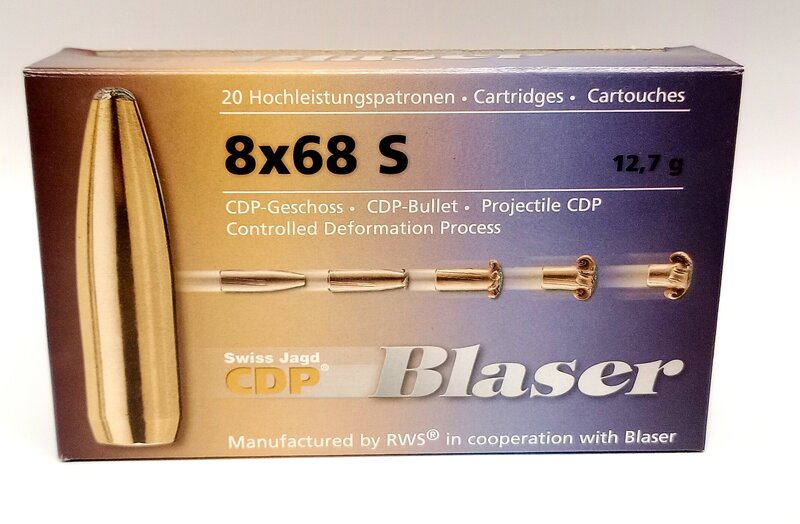 Blaser
20 Hochleistungspatronen • Cartridges • Cartouches
8x68 S 12,7 g
CDP-Geschoss • CDP-Bullet • Projectile CDP
Controlled Deformation Process
Swiss Jagd
CDP®
Blaser
Manufactured by RWS® in cooperation with Blaser